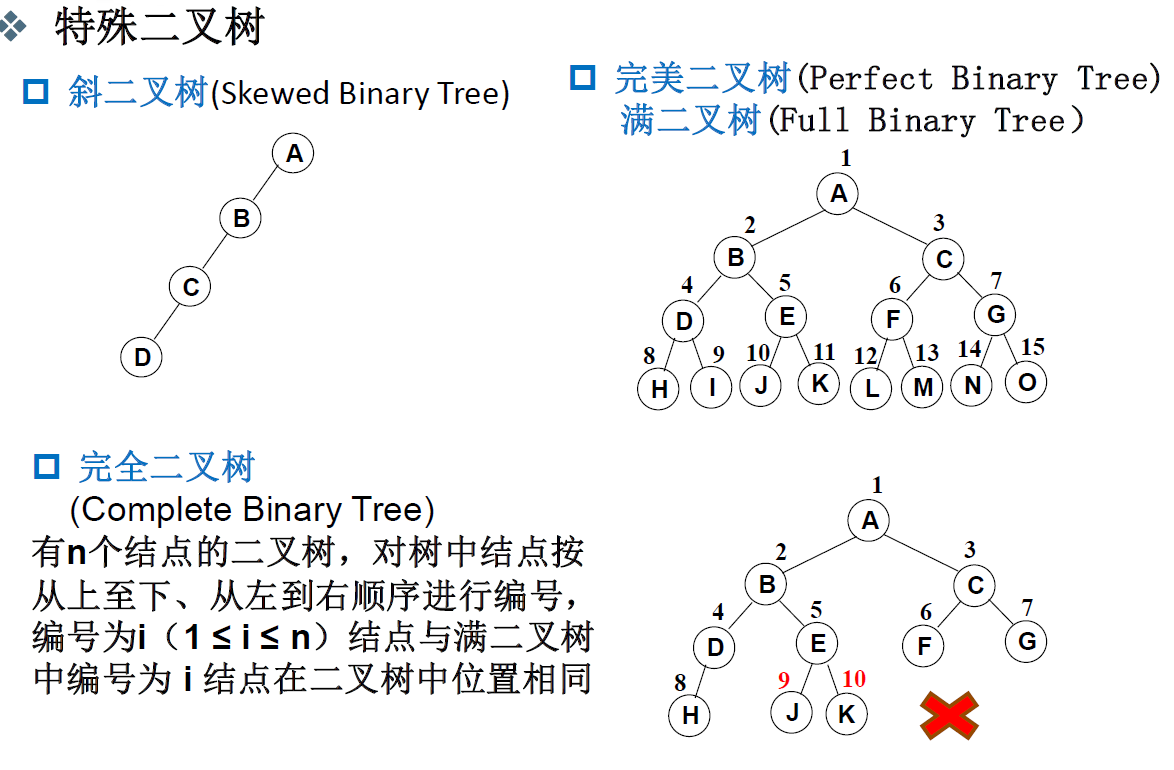 特殊二叉树
斜二叉树(Skewed Binary Tree)
A
B
C
D
完美二叉树(Perfect Binary Tree)
满二叉树(Full Binary Tree)
1
A
2 3
B C
4 5 6 7
D E F G
8 9 10 11 12 13 14 15
H I J K L M N O
完全二叉树
(Complete Binary Tree)
有n个结点的二叉树，对树中结点按
从上至下、从左到右顺序进行编号，
编号为i（1 ≤ i ≤ n）结点与满二叉树
中编号为 i 结点在二叉树中位置相同
1
A
2 3
B C
4 5 6 7
D E F G
8 9 10
H J K